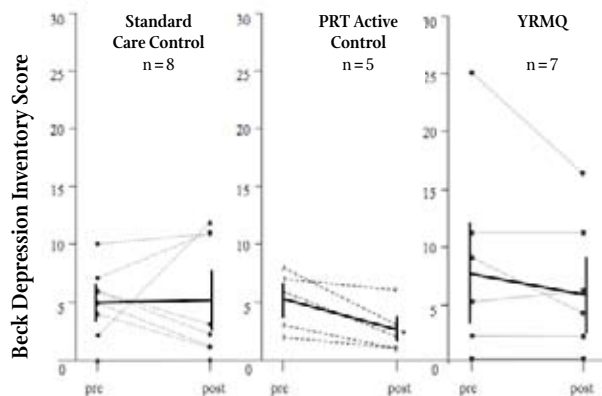 Beck Depression Inventory Score
Standard
Care Control
n=8
30
25
20
15
10
5
0
pre post
PRT Active
Control
n=5
30
25
20
15
10
5
0
pre post
YRMQ
n=7
30
25
20
15
10
5
0
pre post